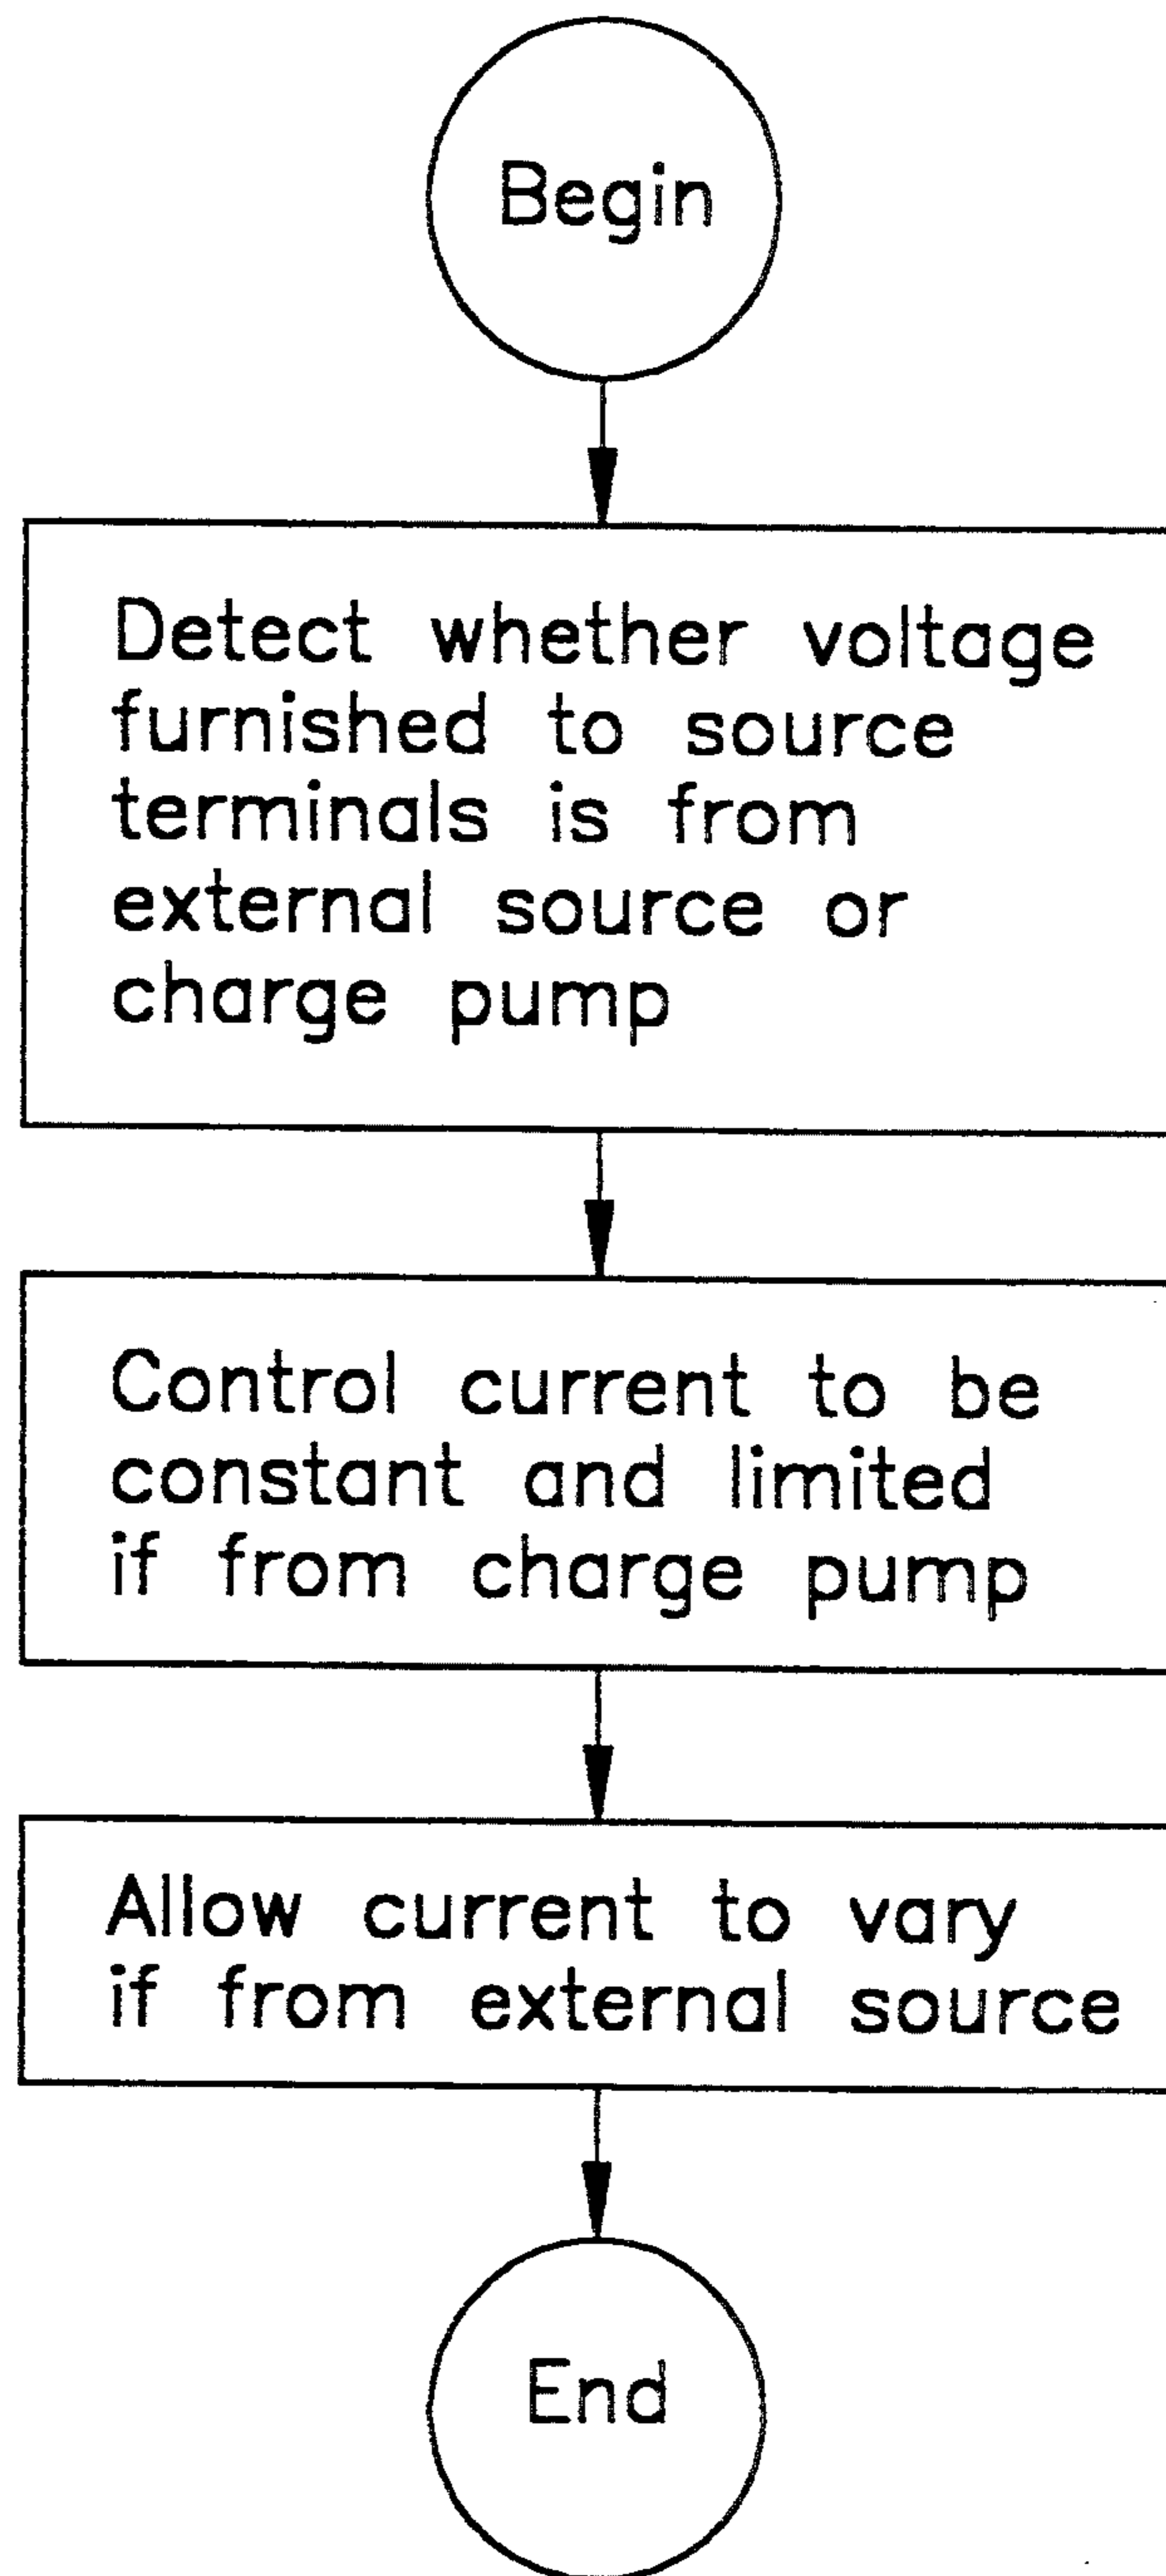 Begin
Detect whether voltage
furnished to source
terminals is from
external source or
charge pump
Control current to be
constant and limited
if from charge pump
Allow current to vary
if from external source
End